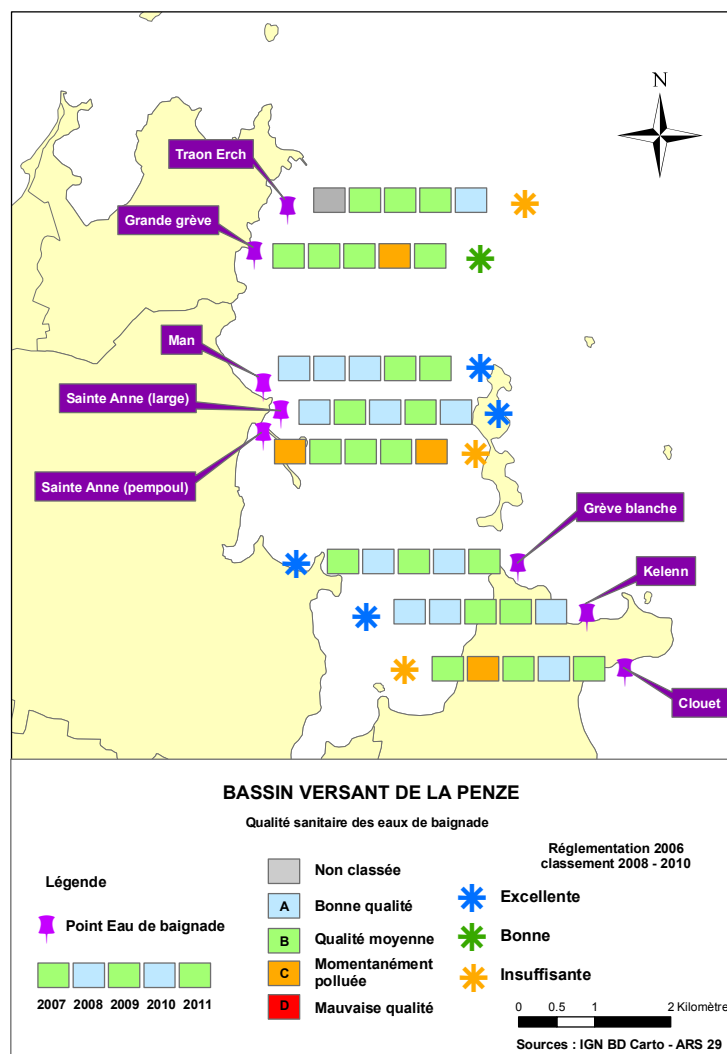 N
Traon Erch
Grande grève
Man
Sainte Anne (large)
Sainte Anne (pempoul)
Grève blanche
Kelenn
Clouet
BASSIN VERSANT DE LA PENZE
Qualité sanitaire des eaux de baignade
Légende
Point Eau de baignade
2007 2008 2009 2010 2011
Non classée
A Bonne qualité
B Qualité moyenne
C Momentanément
polluée
D Mauvaise qualité
Réglementation 2006
classement 2008 - 2010
Excellente
Bonne
Insuffisante
0 0.5 1 2 Kilomètre
Sources : IGN BD Carto - ARS 29